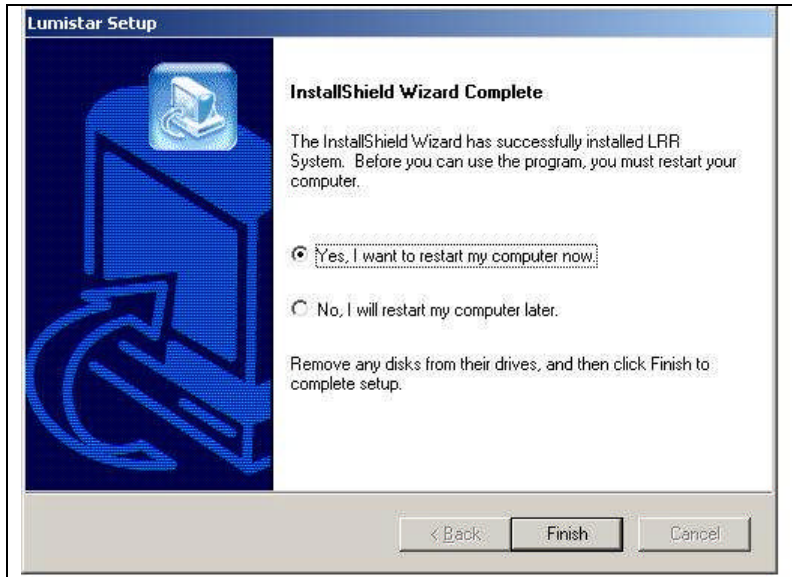 Lumistar Setup
InstallShield Wizard Complete
The InstallShield Wizard has successfully installed LRR
System. Before you can use the program, you must restart your
computer.
Yes, I want to restart my computer now.
No, I will restart my computer later.
Remove any disks from their drives, and then click Finish to
complete setup.
< Back Finish Cancel